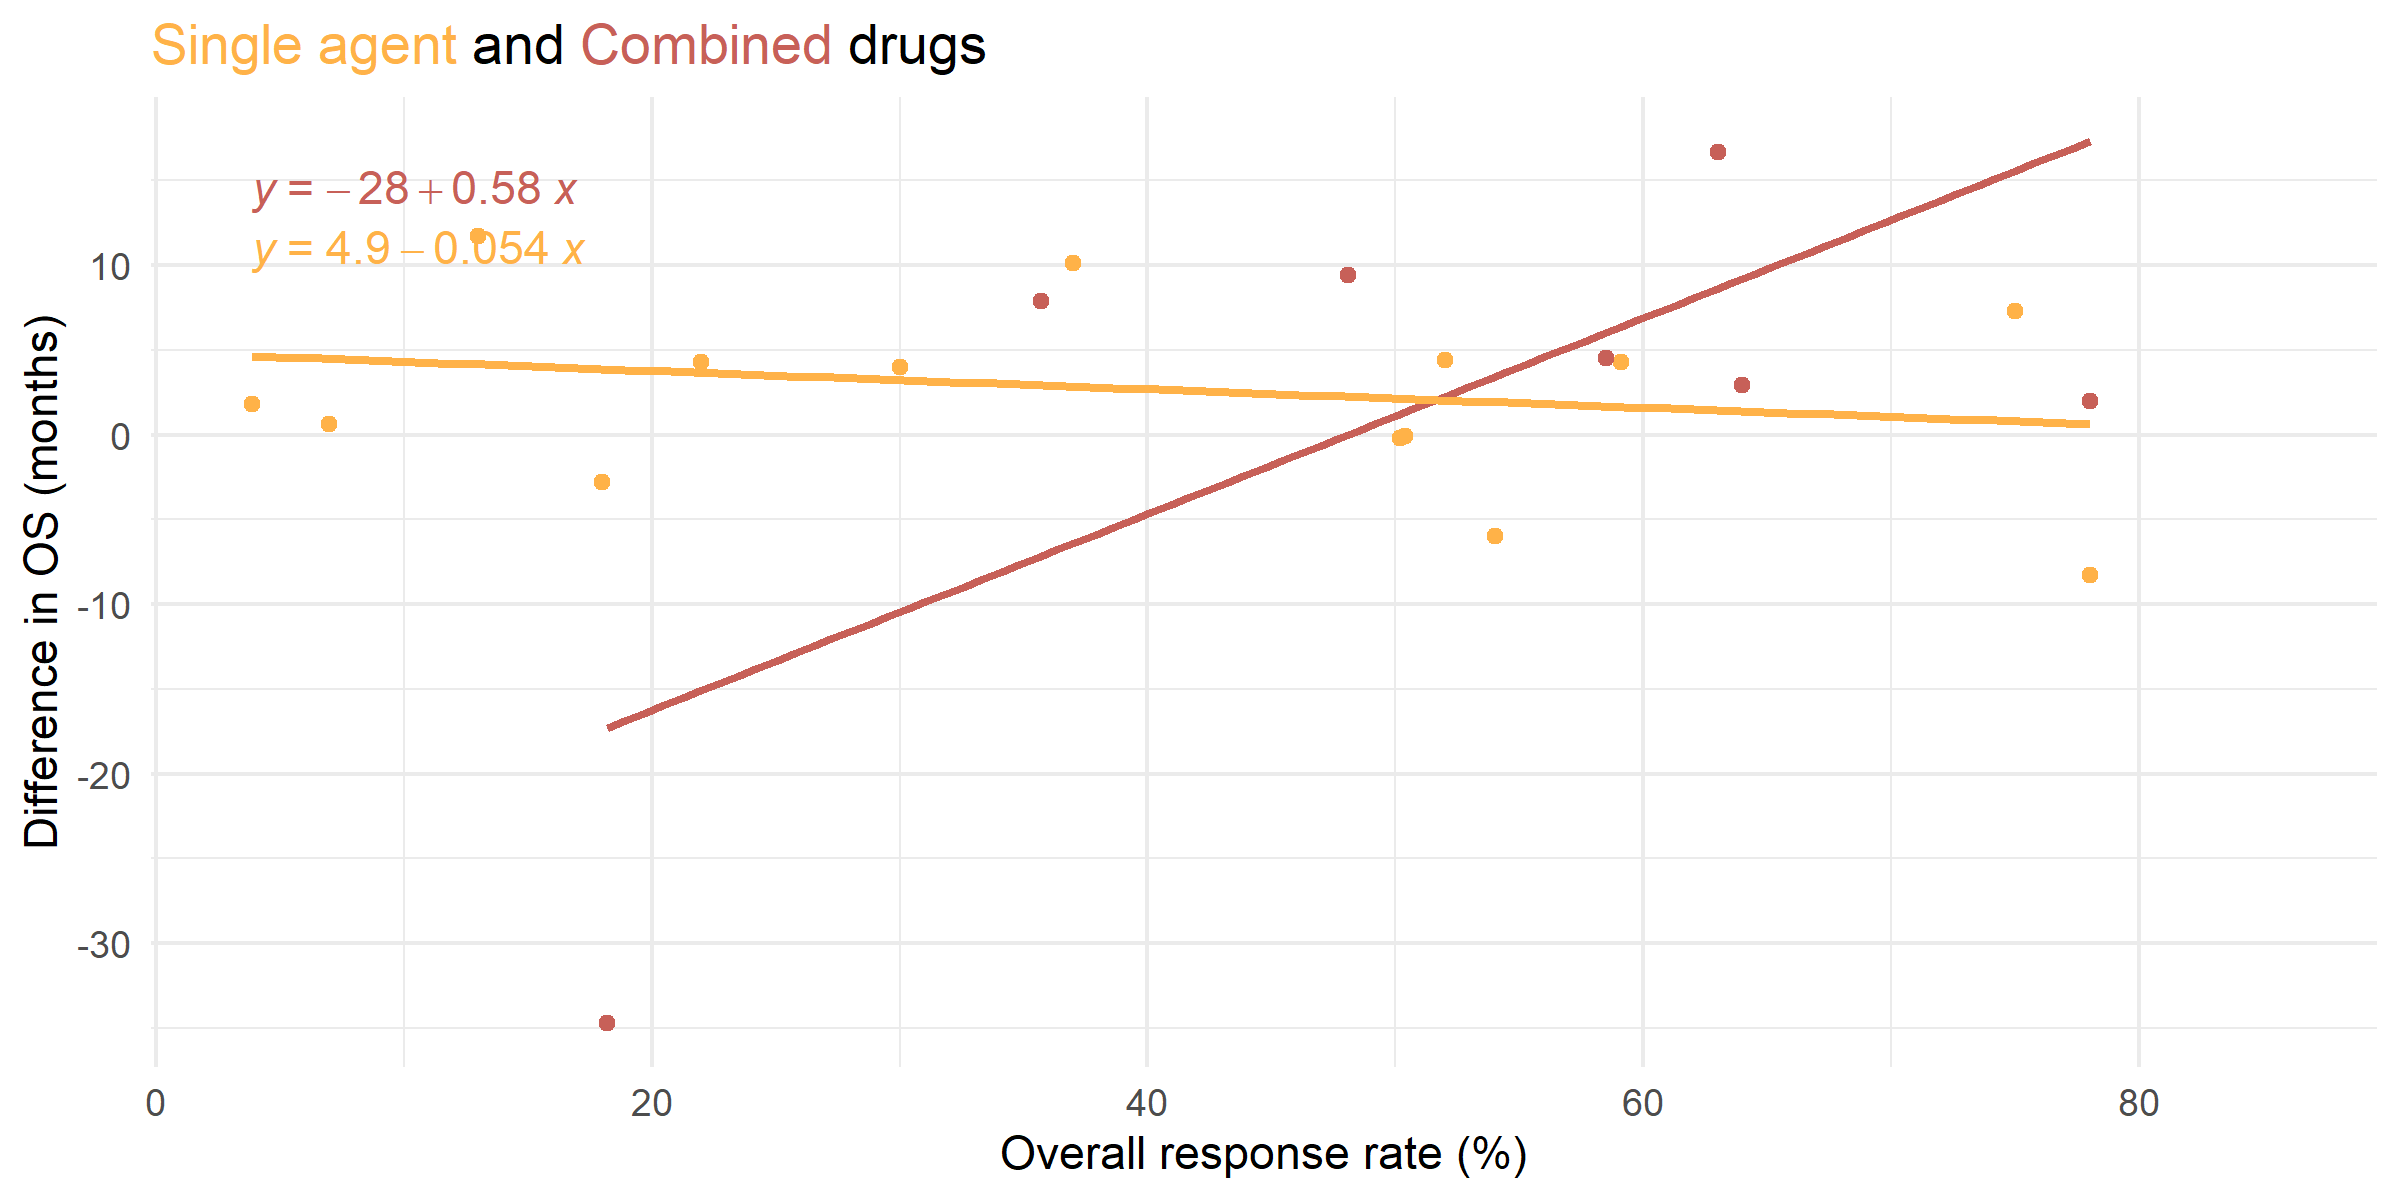 Single agent and Combined drugs
y = −28 + 0.58 x
y = 4.9 − 0.054 x
10
0
-10
-20
-30
Difference in OS (months)
0 20 40 60 80
Overall response rate (%)